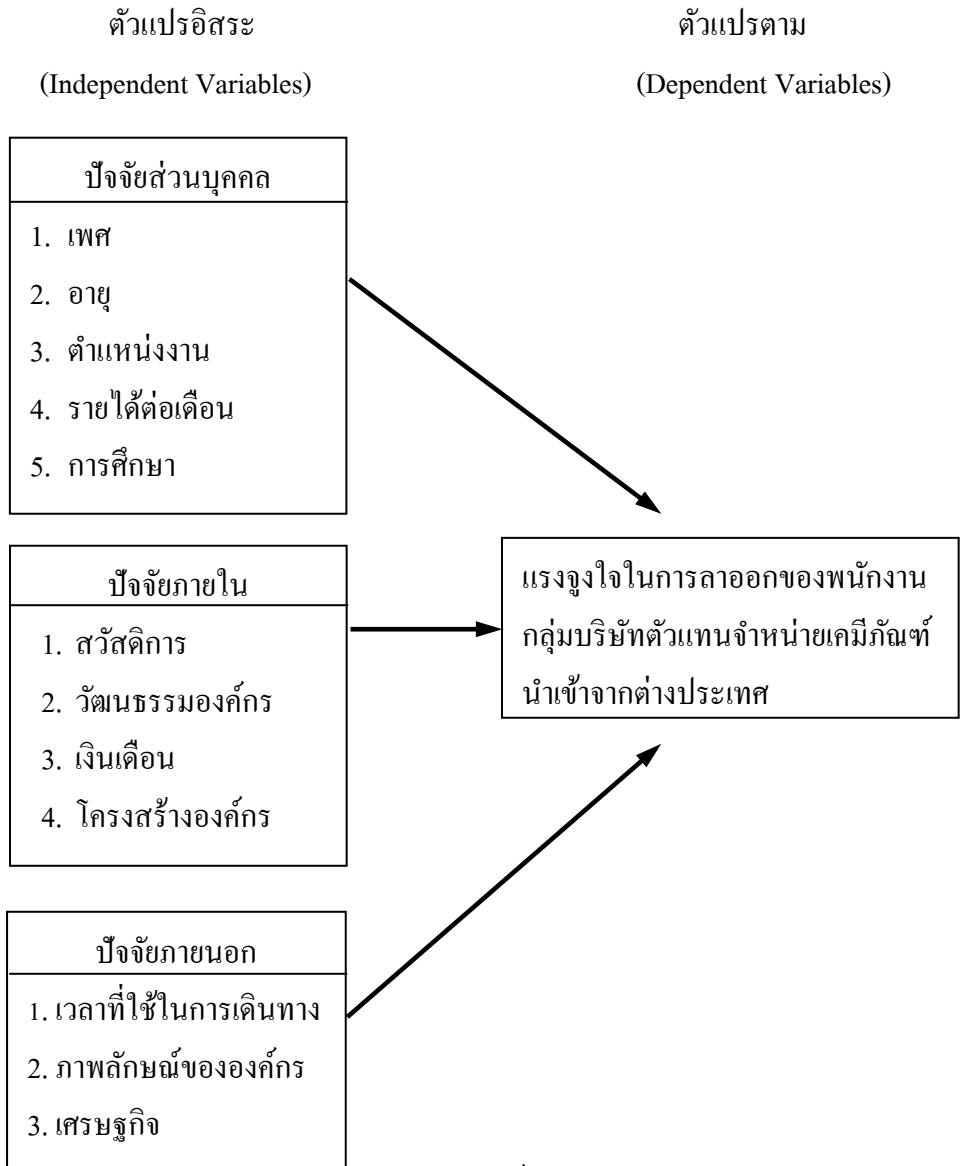 ตัวแปรอิสระ
(Independent Variables)
ตัวแปรตาม
(Dependent Variables)
ปัจจัยส่วนบุคคล
1. เพศ
2. อายุ
3. ตำแหน่งงาน
4. รายได้ต่อเดือน
5. การศึกษา
ปัจจัยภายใน
1. สวัสดิการ
2. วัฒนธรรมองค์กร
3. เงินเดือน
4. โครงสร้างองค์กร
แรงจูงใจในการลาออกของพนักงาน
กลุ่มบริษัทตัวแทนจำหน่ายเคมีภัณฑ์
นำเข้าจากต่างประเทศ
ปัจจัยภายนอก
1. เวลาที่ใช้ในการเดินทาง
2. ภาพลักษณ์ขององค์กร
3. เศรษฐกิจ